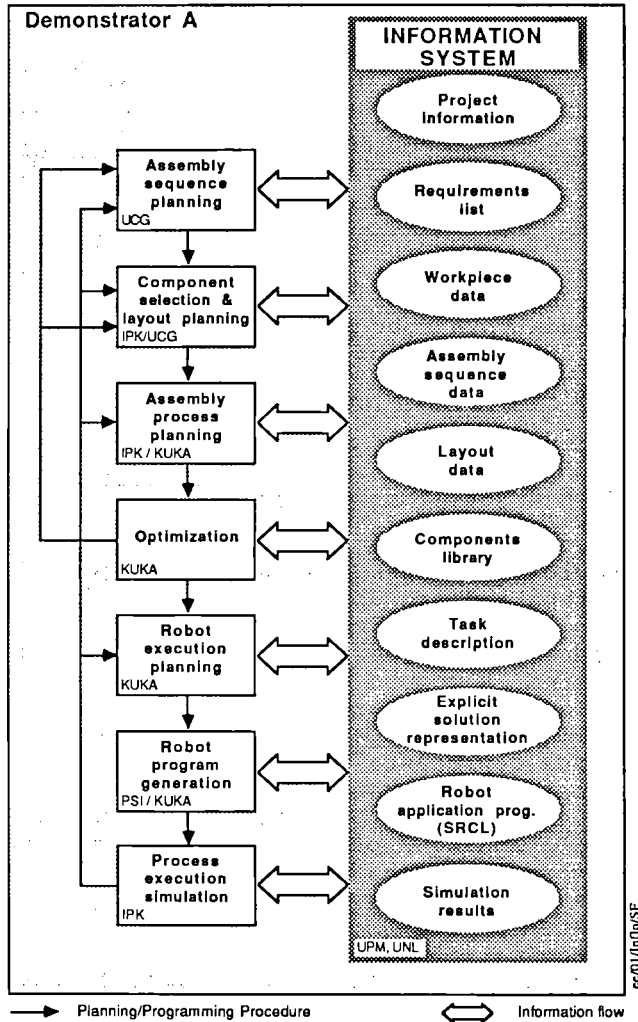 Demonstrator A
INFORMATION
SYSTEM
Project
Information
Assembly
sequence
planning
UCG
Requirements
list
Component
selection &
layout planning
IPK/UCG
Workpiece
data
Assembly
sequence
data
Assembly
process
planning
IPK / KUKA
Layout
data
Optimization
KUKA
Components
library
Robot
execution
planning
KUKA
Task
description
Explicit
solution
representation
Robot
program
generation
PSI / KUKA
Robot
application prog.
(SRCL)
Process
execution
simulation
IPK
Simulation
results
UPM, UNL
Planning/Programming Procedure
Information flow